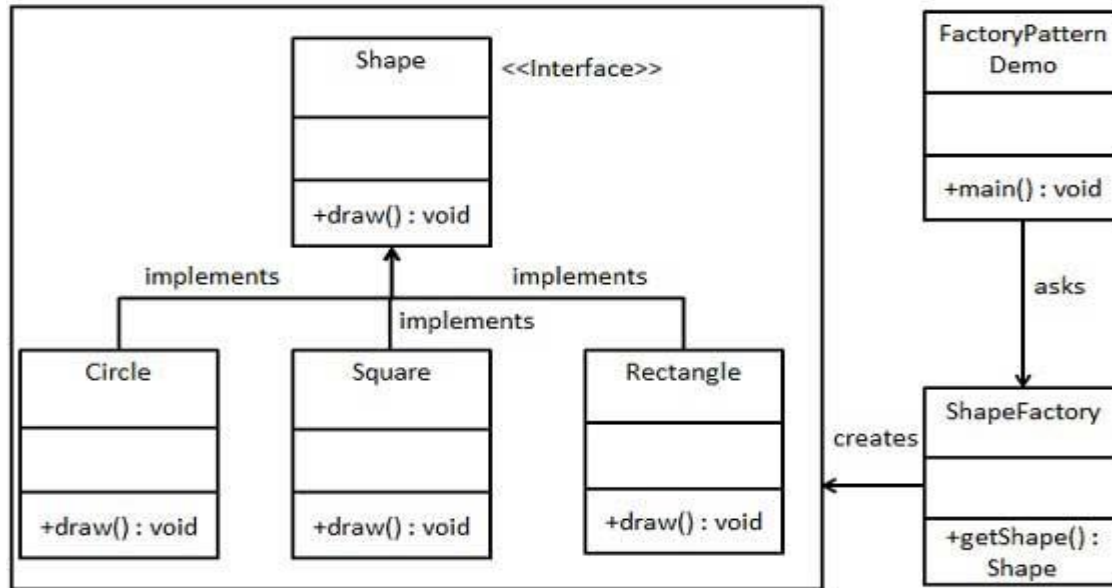 Shape
<<Interface>>
+draw() : void
implements
implements
implements
Circle
+draw() : void
Square
+draw() : void
Rectangle
+draw() : void
FactoryPattern
Demo
+main() : void
asks
creates
ShapeFactory
+getShape() :
Shape